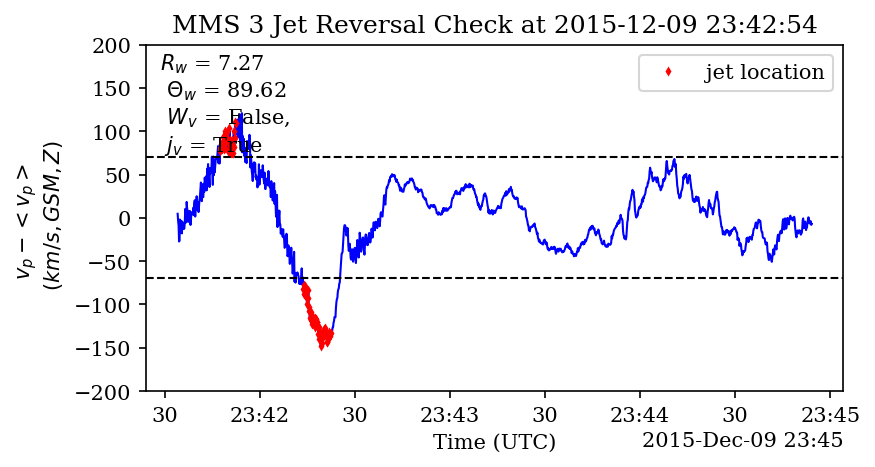 MMS 3 Jet Reversal Check at 2015-12-09 23:42:54
R_w = 7.27
Θ_w = 89.62
W_v = False,
j_v = True
jet location
v_p − <v_p>
(km/s, GSM, Z)
200
150
100
50
0
−50
−100
−150
−200
30 23:42 30 23:43 30 23:44 30 23:45
Time (UTC)
2015-Dec-09 23:45